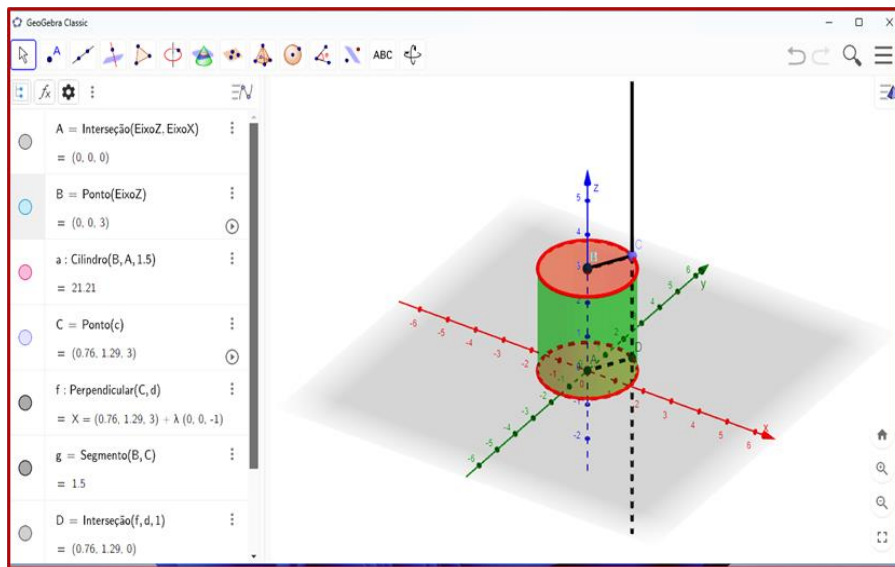 GeoGebra Classic
ABC
A = Interseção(EixoZ, EixoX)
= (0, 0, 0)
B = Ponto(EixoZ)
= (0, 0, 3)
a : Cilindro(B, A, 1.5)
= 21.21
C = Ponto(c)
= (0.76, 1.29, 3)
f : Perpendicular(C, d)
= X = (0.76, 1.29, 3) + λ (0, 0, -1)
g = Segmento(B, C)
= 1.5
D = Interseção(f, d, 1)
= (0.76, 1.29, 0)
z
5
4
B
C
3
6
5
y
4
3
2
1
2
D
-6
-5
-4
-3
-2
-1
A
0
0
-1
2
3
4
5
6
x
-1
-2
-3
-4
-5
-6
-2